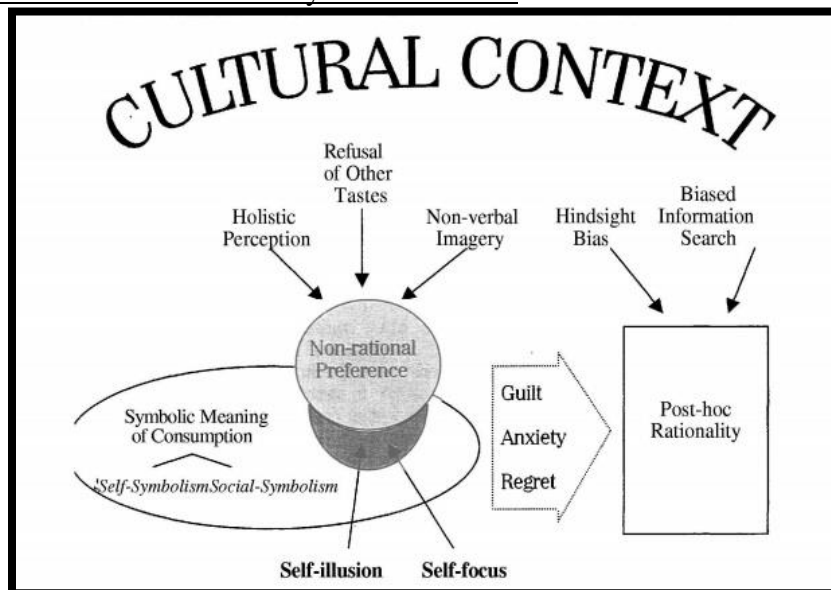 CULTURAL CONTEXT
Refusal
of Other
Tastes
Holistic
Perception
Non-verbal
Imagery
Hindsight
Bias
Biased
Information
Search
Non-rational
Preference
Symbolic Meaning
of Consumption
Self-SymbolismSocial-Symbolism
Guilt
Anxiety
Regret
Post-hoc
Rationality
Self-illusion
Self-focus